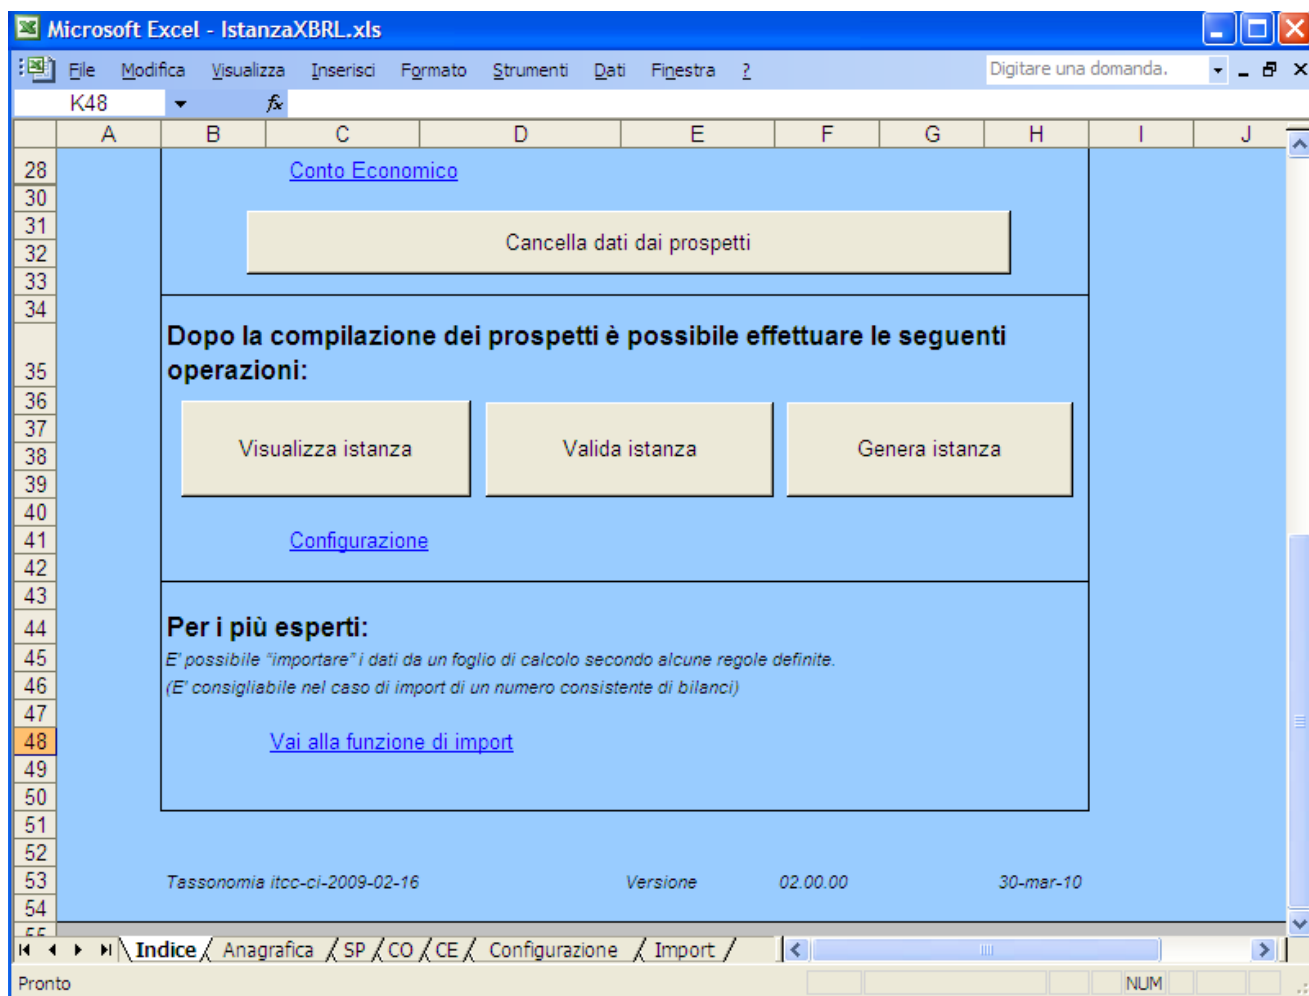 Microsoft Excel - IstanzaXBRL.xls
File Modifica Visualizza Inserisci Formato Strumenti Dati Finestra ? Digitare una domanda.
K48 fx
A B C D E F G H I J
28 Conto Economico
30
31
Cancella dati dai prospetti
32
33
34
Dopo la compilazione dei prospetti è possibile effettuare le seguenti
35 operazioni:
36
37
Visualizza istanza Valida istanza Genera istanza
38
39
40
41 Configurazione
42
43
44 Per i più esperti:
45 E' possibile “importare” i dati da un foglio di calcolo secondo alcune regole definite.
46 (E' consigliabile nel caso di import di un numero consistente di bilanci)
47
48 Vai alla funzione di import
49
50
51
52
53 Tassonomia itcc-ci-2009-02-16 Versione 02.00.00 30-mar-10
54
55
Indice Anagrafica SP CO CE Configurazione Import
Pronto NUM